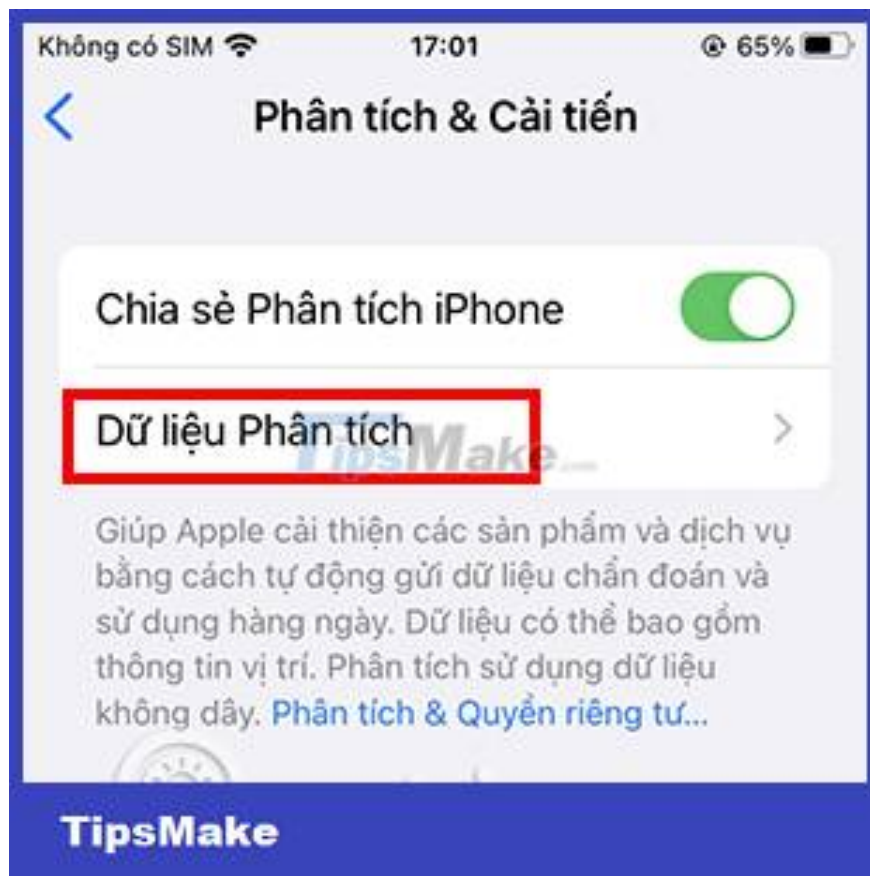 Không có SIM 17:01 65%
Phân tích & Cải tiến
Chia sẻ Phân tích iPhone
Dữ liệu Phân tích
TipsMake
Giúp Apple cải thiện các sản phẩm và dịch vụ
bằng cách tự động gửi dữ liệu chẩn đoán và
sử dụng hàng ngày. Dữ liệu có thể bao gồm
thông tin vị trí. Phân tích sử dụng dữ liệu
không dây. Phân tích & Quyền riêng tư...
TipsMake